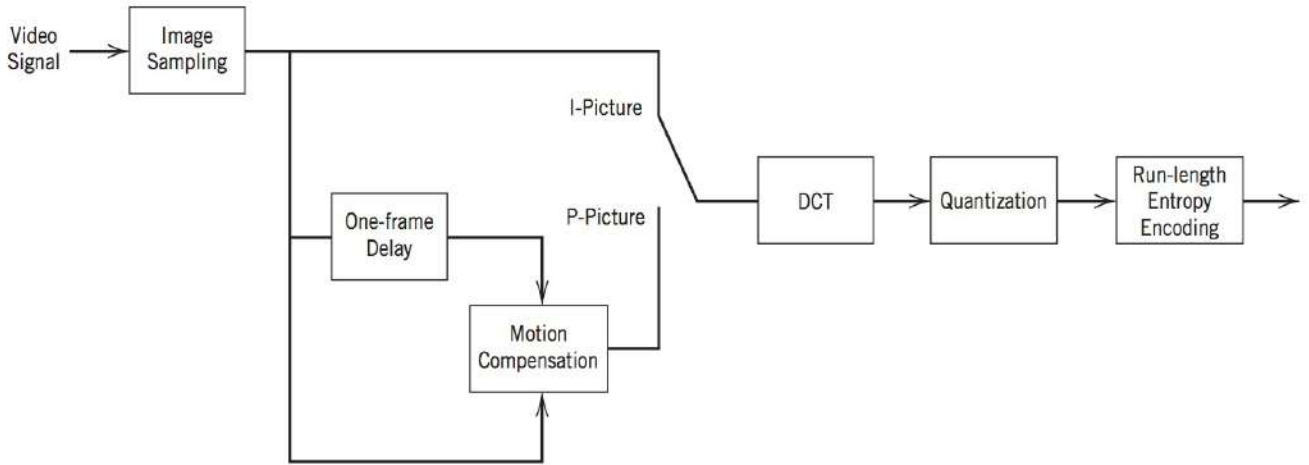 Video
Signal
Image
Sampling
I-Picture
P-Picture
One-frame
Delay
Motion
Compensation
DCT
Quantization
Run-length
Entropy
Encoding